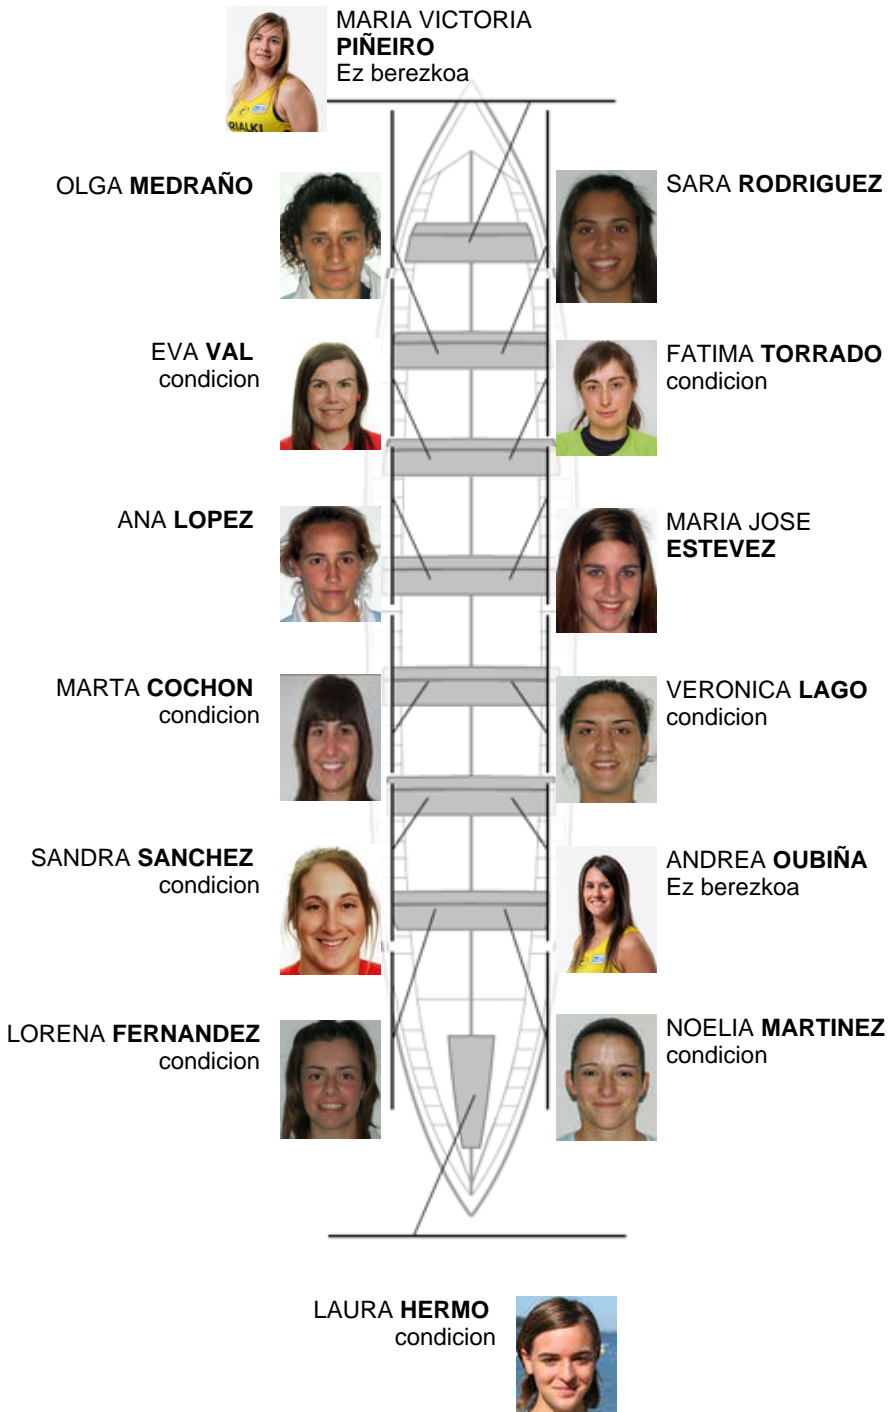 MARIA VICTORIA
PIÑEIRO
Ez berezkoa
RIALKI
OLGA MEDRAÑO
SARA RODRIGUEZ
EVA VAL
condicion
FATIMA TORRADO
condicion
ANA LOPEZ
MARIA JOSE
ESTEVEZ
MARTA COCHON
condicion
VERONICA LAGO
condicion
SANDRA SANCHEZ
condicion
ANDREA OUBIÑA
Ez berezkoa
LORENA FERNANDEZ
condicion
NOELIA MARTINEZ
condicion
LAURA HERMO
condicion